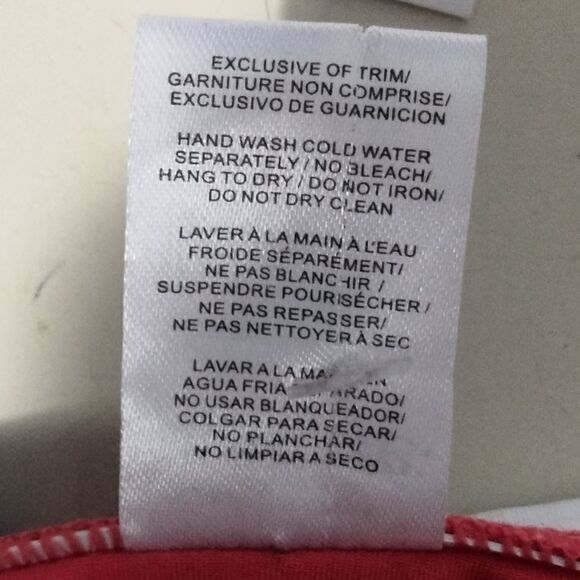 EXCLUSIVE OF TRIM/
GARNITURE NON COMPRISE/
EXCLUSIVO DE GUARNICION
HAND WASH COLD WATER
SEPARATELY / NO BLEACH/
HANG TO DRY / DO NOT IRON/
DO NOT DRY CLEAN
LAVER À LA MAIN À L'EAU
FROIDE SÉPARÉMENT/
NE PAS BLANCHIR /
SUSPENDRE POUR SÉCHER /
NE PAS REPASSER/
NE PAS NETTOYER À SEC
LAVAR A LA
AGUA FRIA
NO USAR BLANQUEADOR/
COLGAR PARA SECAR/
NO PLANCHAR/
NO LIMPIAR A SECO